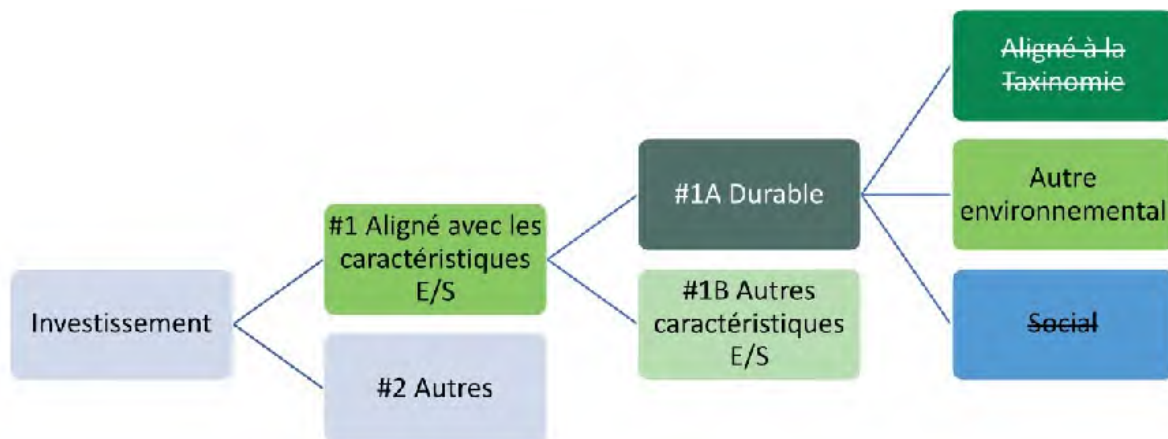 Investissement
#1 Aligné avec les
caractéristiques
E/S
#2 Autres
#1A Durable
#1B Autres
caractéristiques
E/S
Aligné à la
Taxinomie
Autre
environnemental
Social